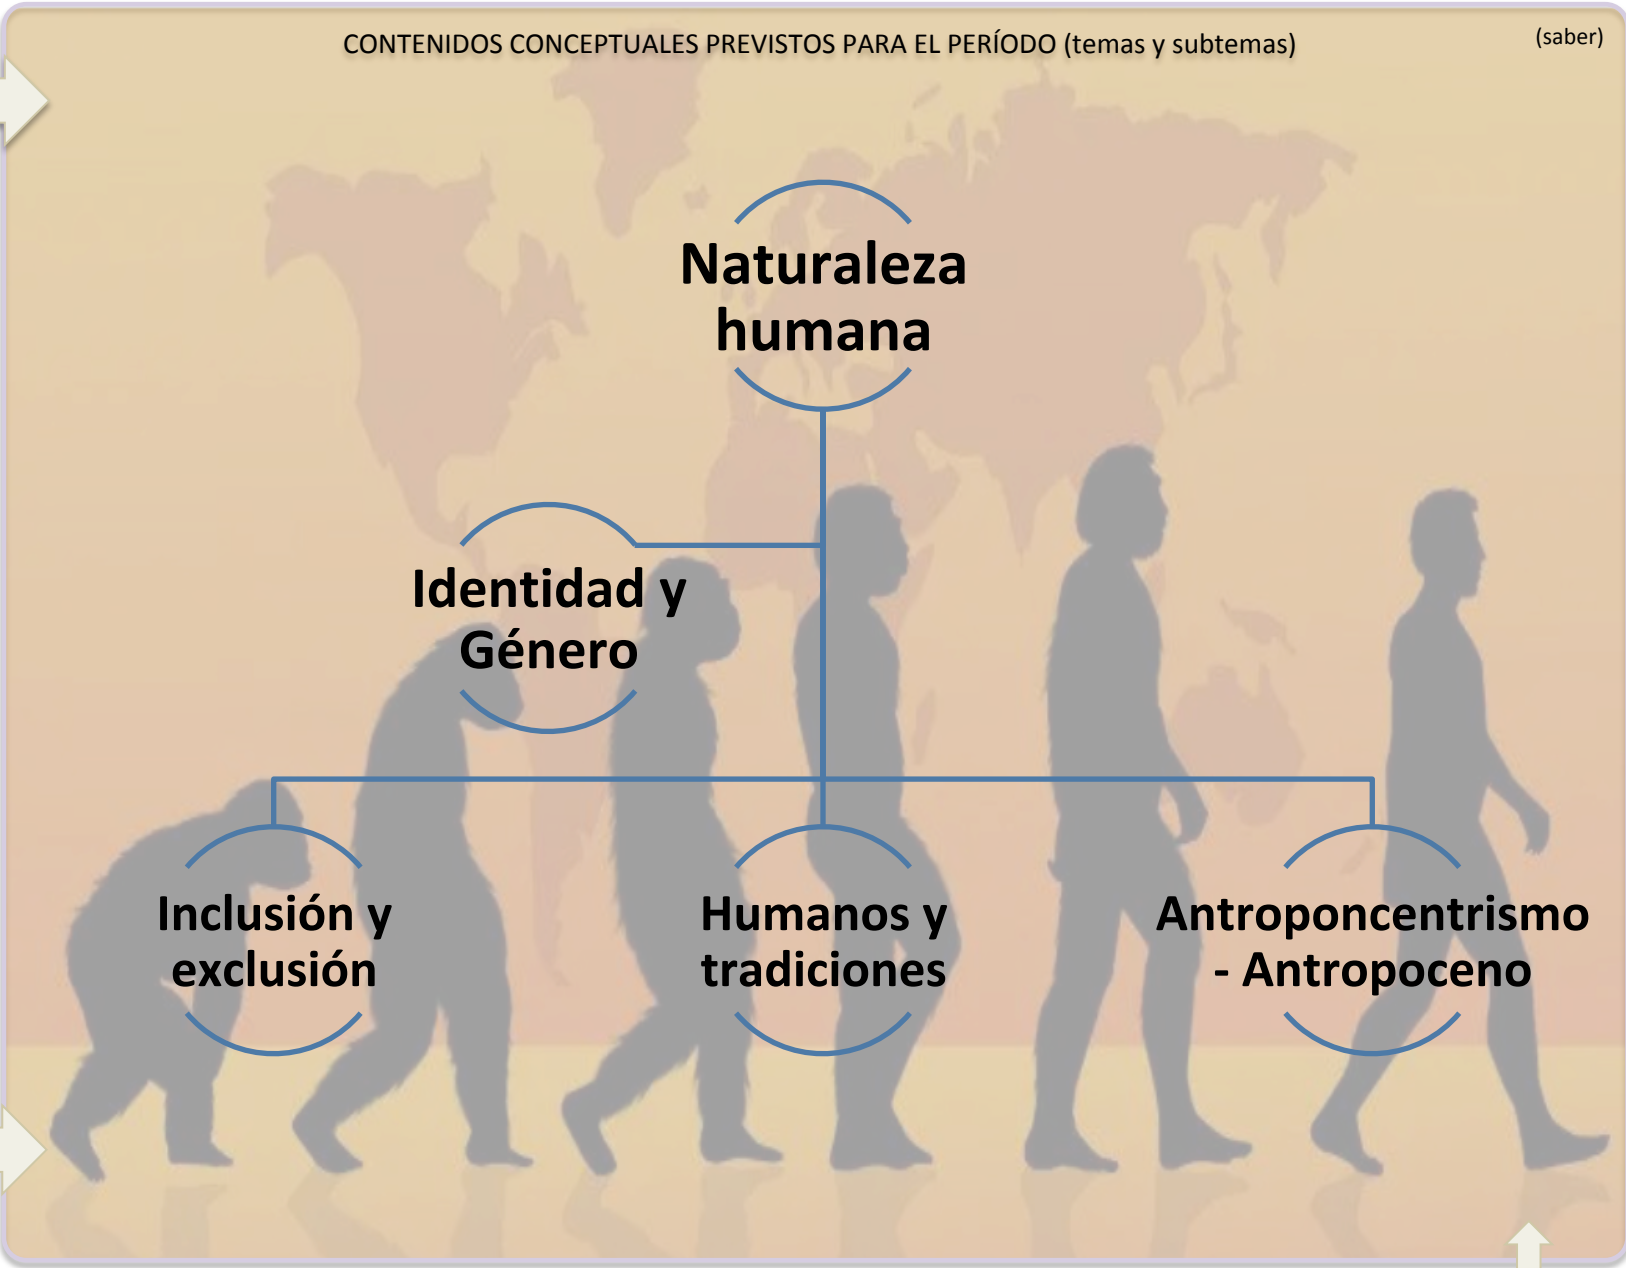 CONTENIDOS CONCEPTUALES PREVISTOS PARA EL PERÍODO (temas y subtemas)
(saber)
Naturaleza
humana
Identidad y
Género
Inclusión y
exclusión
Humanos y
tradiciones
Antroponcentrismo
- Antropoceno